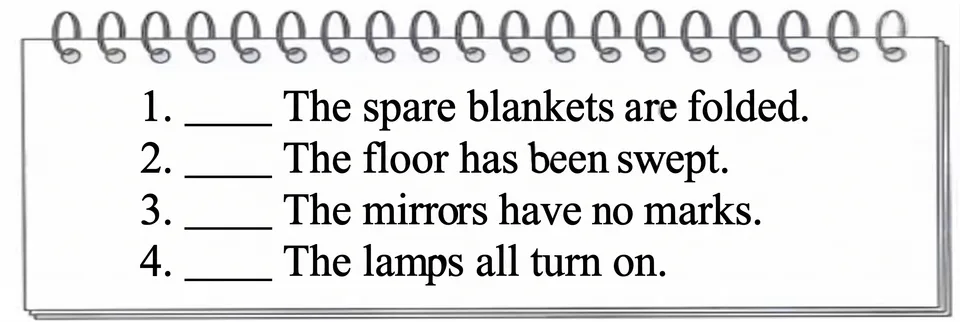 1. ____ The spare blankets are folded.
2. ____ The floor has been swept.
3. ____ The mirrors have no marks.
4. ____ The lamps all turn on.